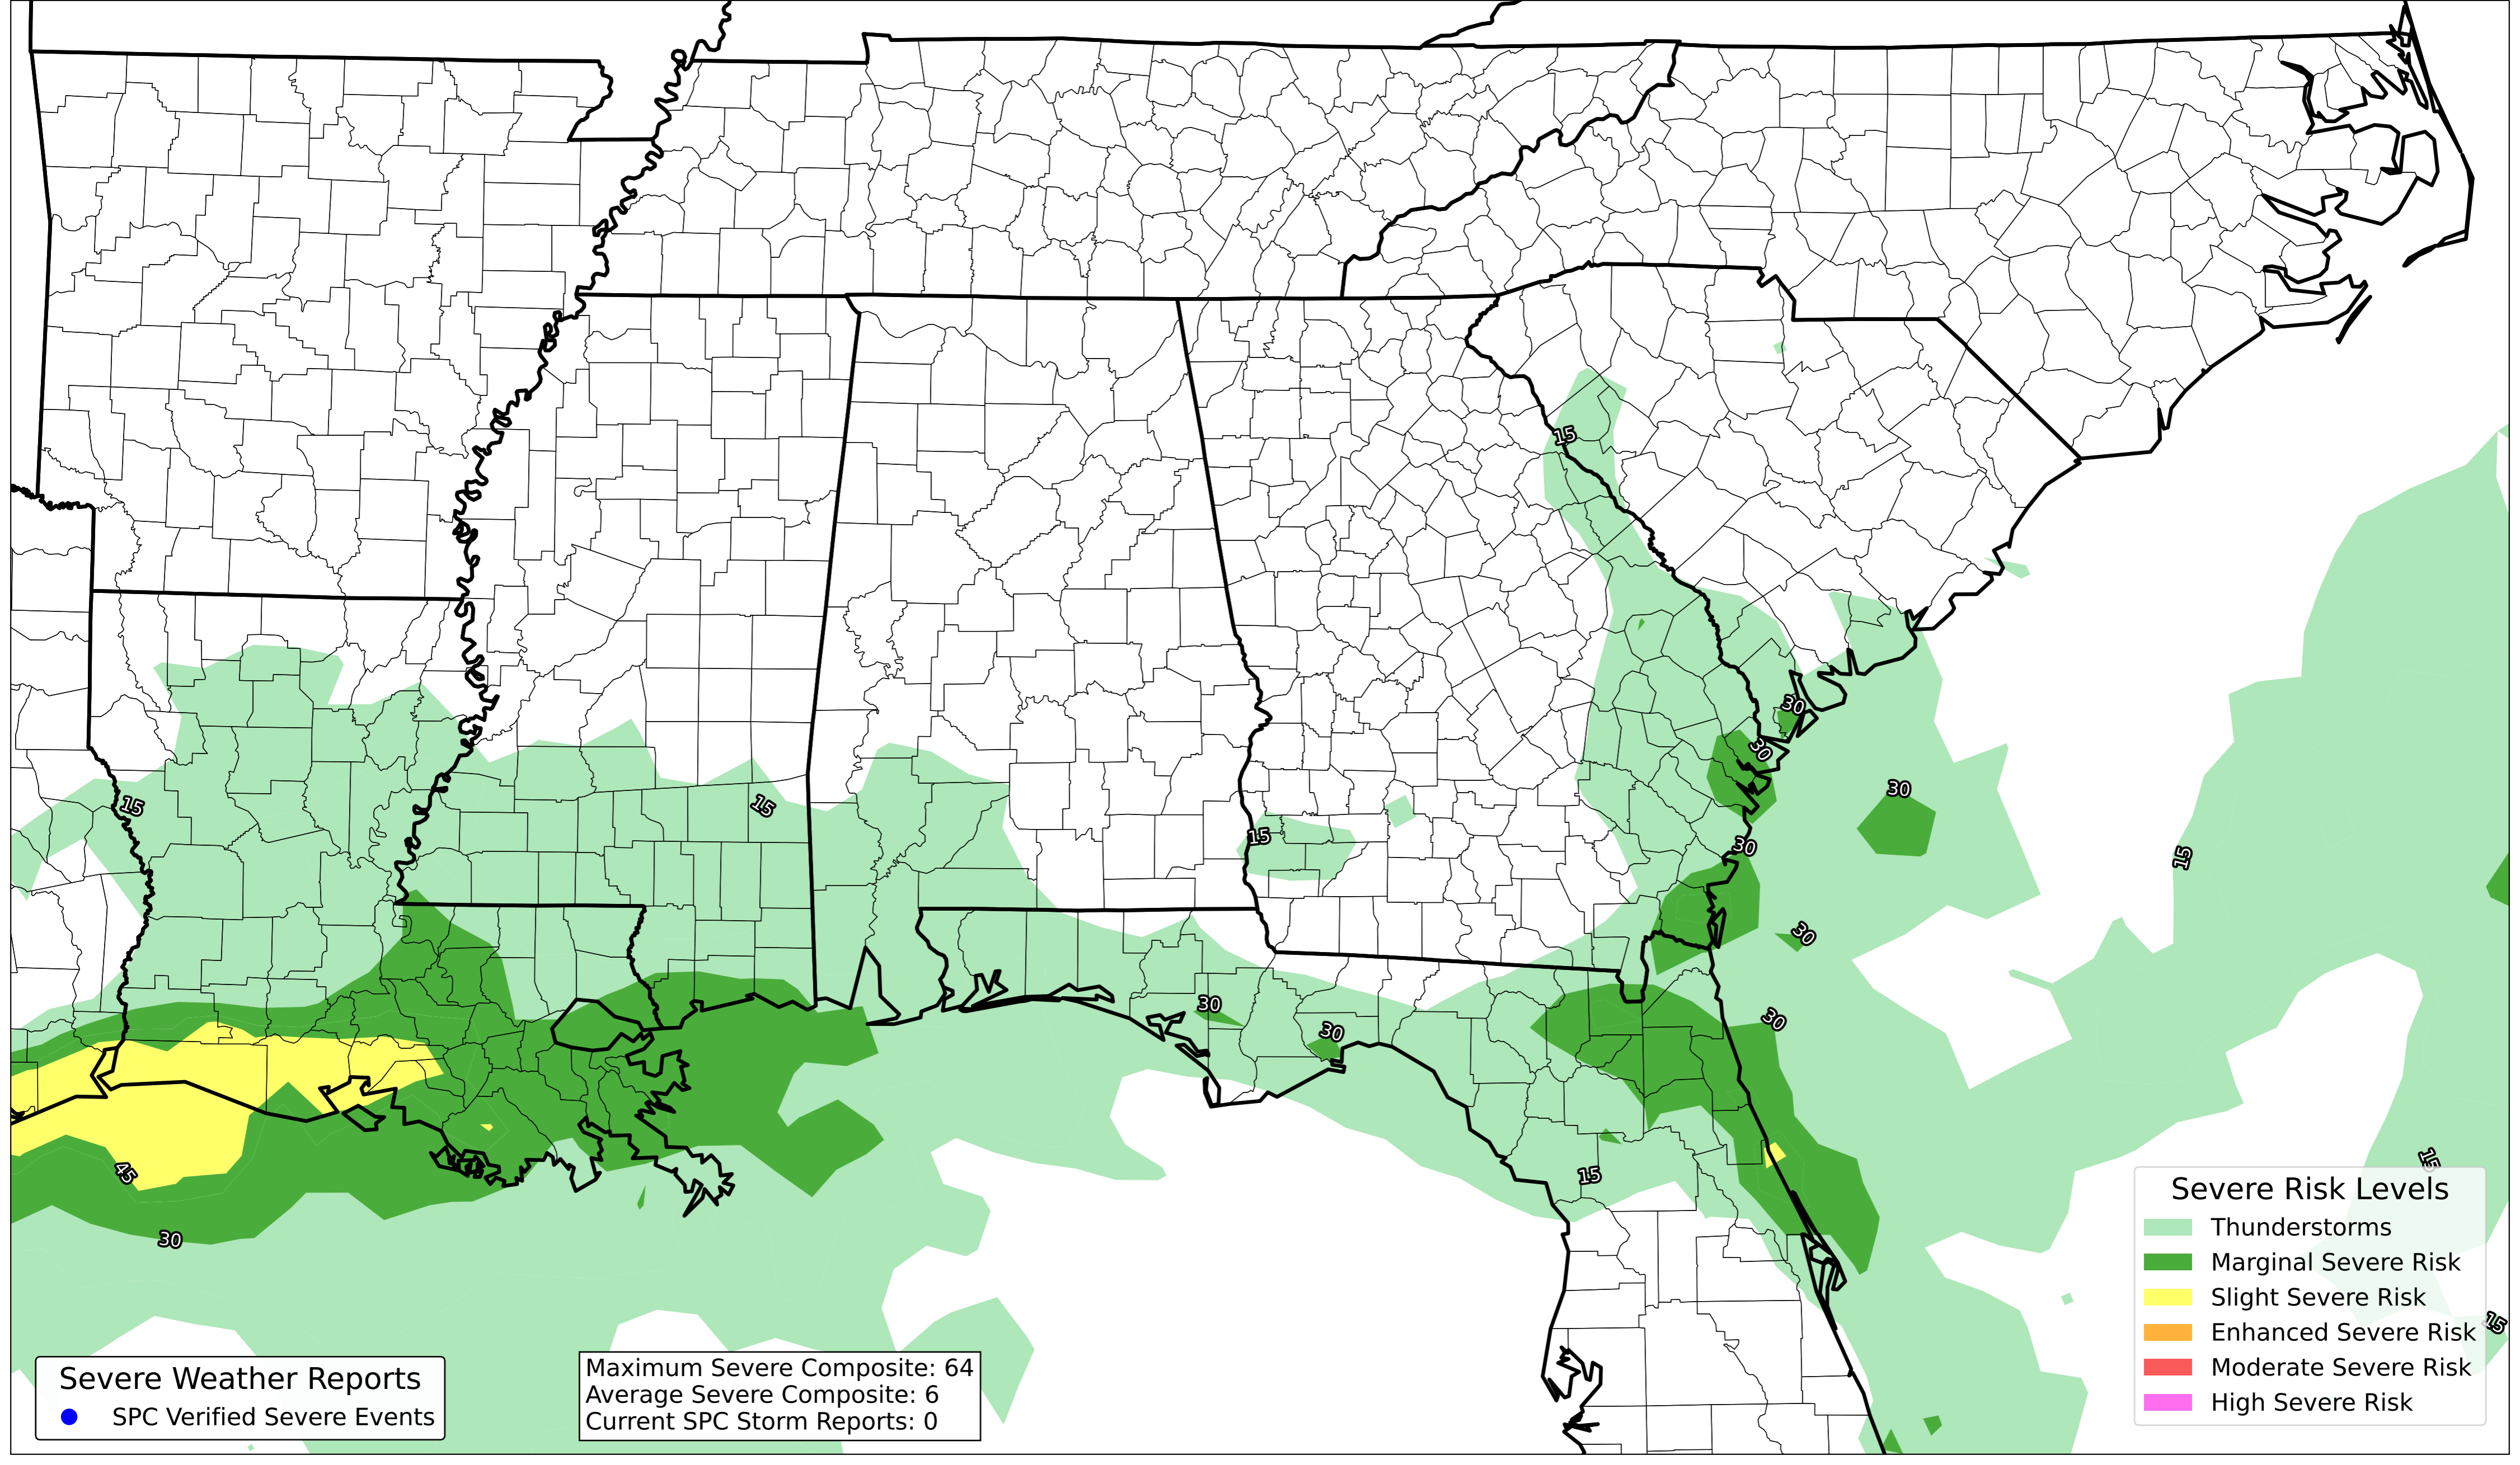 15
30
30
15
15
15
30
30
15
30
30
30
30
15
15
45
30
15
Severe Risk Levels
Thunderstorms
Marginal Severe Risk
Slight Severe Risk
Enhanced Severe Risk
Moderate Severe Risk
High Severe Risk
Severe Weather Reports
SPC Verified Severe Events
Maximum Severe Composite: 64
Average Severe Composite: 6
Current SPC Storm Reports: 0